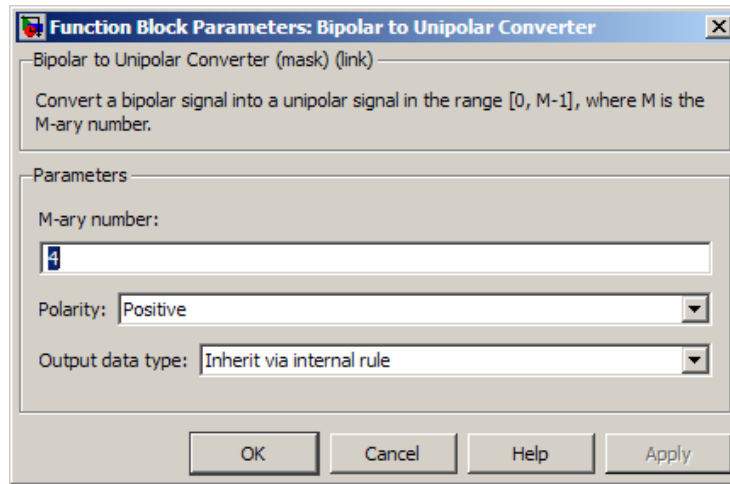 Function Block Parameters: Bipolar to Unipolar Converter
Bipolar to Unipolar Converter (mask) (link)
Convert a bipolar signal into a unipolar signal in the range [0, M-1], where M is the
M-ary number.
Parameters
M-ary number:
4
Polarity: Positive
Output data type: Inherit via internal rule
OK Cancel Help Apply